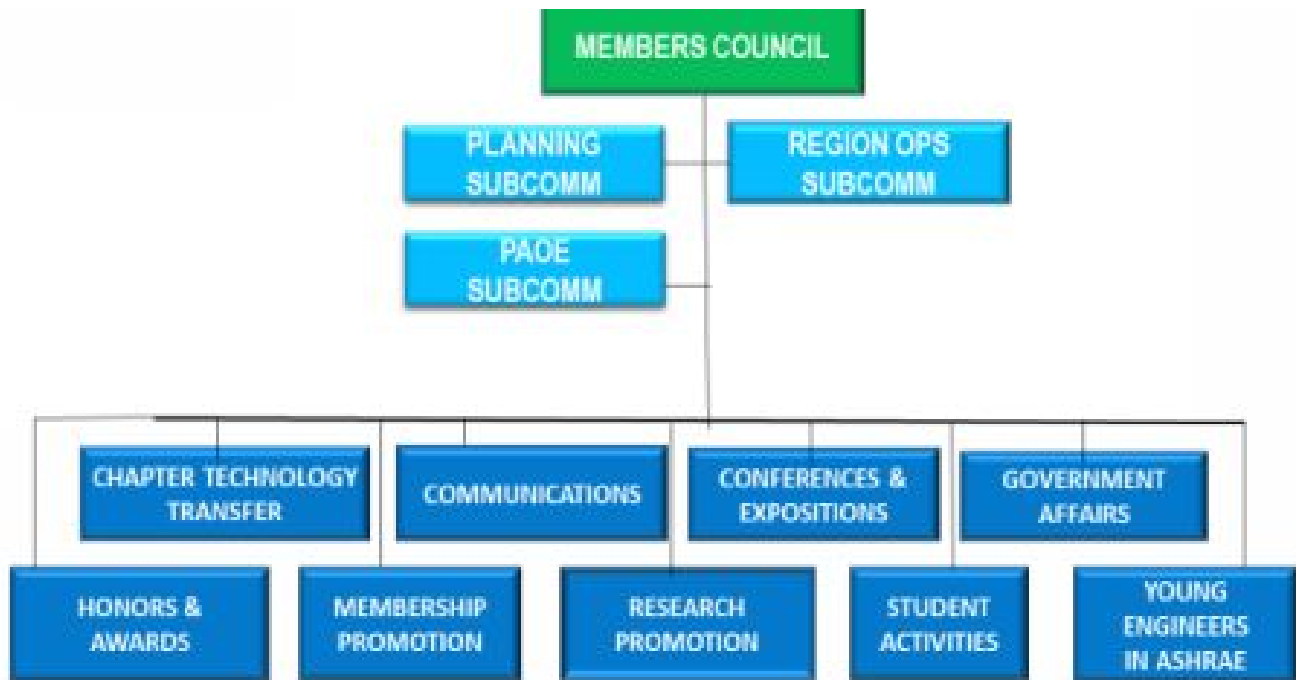 MEMBERS COUNCIL
PLANNING
SUBCOMM
REGION OPS
SUBCOMM
PAOE
SUBCOMM
CHAPTER TECHNOLOGY
TRANSFER
COMMUNICATIONS
CONFERENCES &
EXPOSITIONS
GOVERNMENT
AFFAIRS
HONORS &
AWARDS
MEMBERSHIP
PROMOTION
RESEARCH
PROMOTION
STUDENT
ACTIVITIES
YOUNG
ENGINEERS
IN ASHRAE